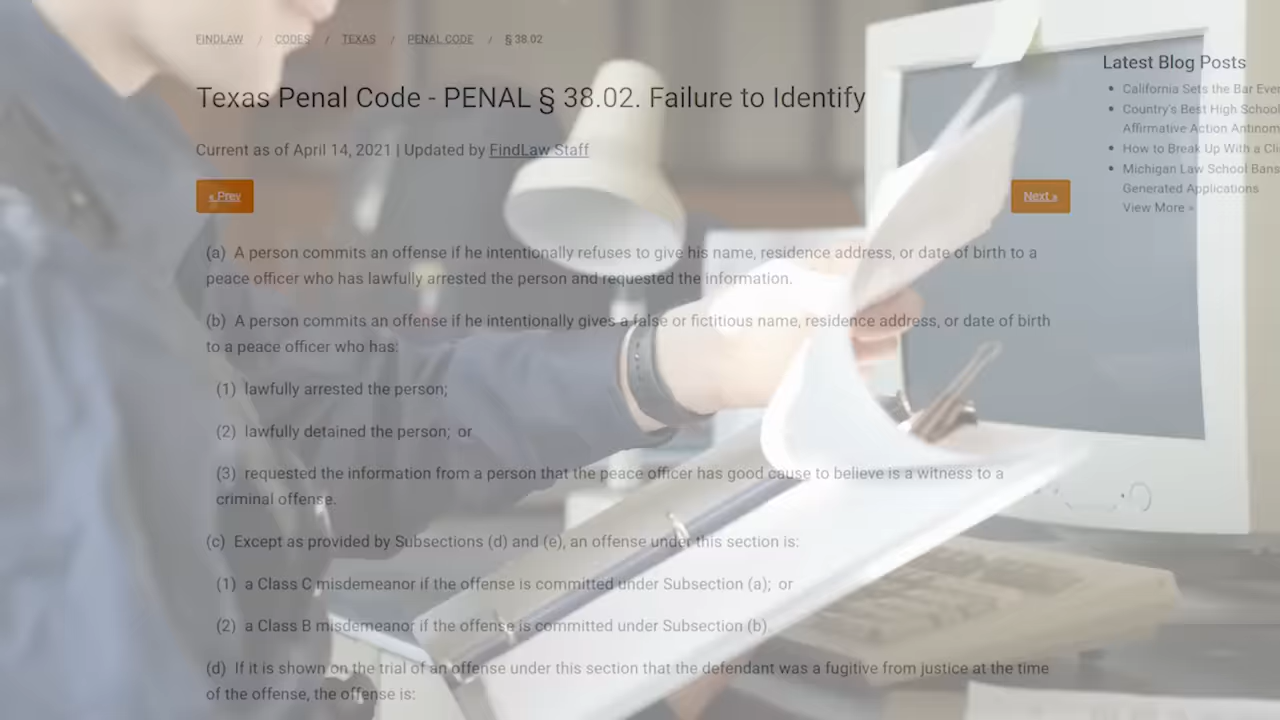 FINDLAW / CODES / TEXAS / PENAL CODE / § 38.02
Texas Penal Code - PENAL § 38.02. Failure to Identify
Current as of April 14, 2021 | Updated by FindLaw Staff
« Prev
Next »
(a) A person commits an offense if he intentionally refuses to give his name, residence address, or date of birth to a
peace officer who has lawfully arrested the person and requested the information.
(b) A person commits an offense if he intentionally gives a false or fictitious name, residence address, or date of birth
to a peace officer who has:
(1) lawfully arrested the person;
(2) lawfully detained the person; or
(3) requested the information from a person that the peace officer has good cause to believe is a witness to a
criminal offense.
(c) Except as provided by Subsections (d) and (e), an offense under this section is:
(1) a Class C misdemeanor if the offense is committed under Subsection (a); or
(2) a Class B misdemeanor if the offense is committed under Subsection (b).
(d) If it is shown on the trial of an offense under this section that the defendant was a fugitive from justice at the time
of the offense, the offense is:
Latest Blog Posts
California Sets the Bar
Country's Best High School
Affirmative Action
How to Break Up With a
Michigan Law School Bans
Generated Applications
View More »